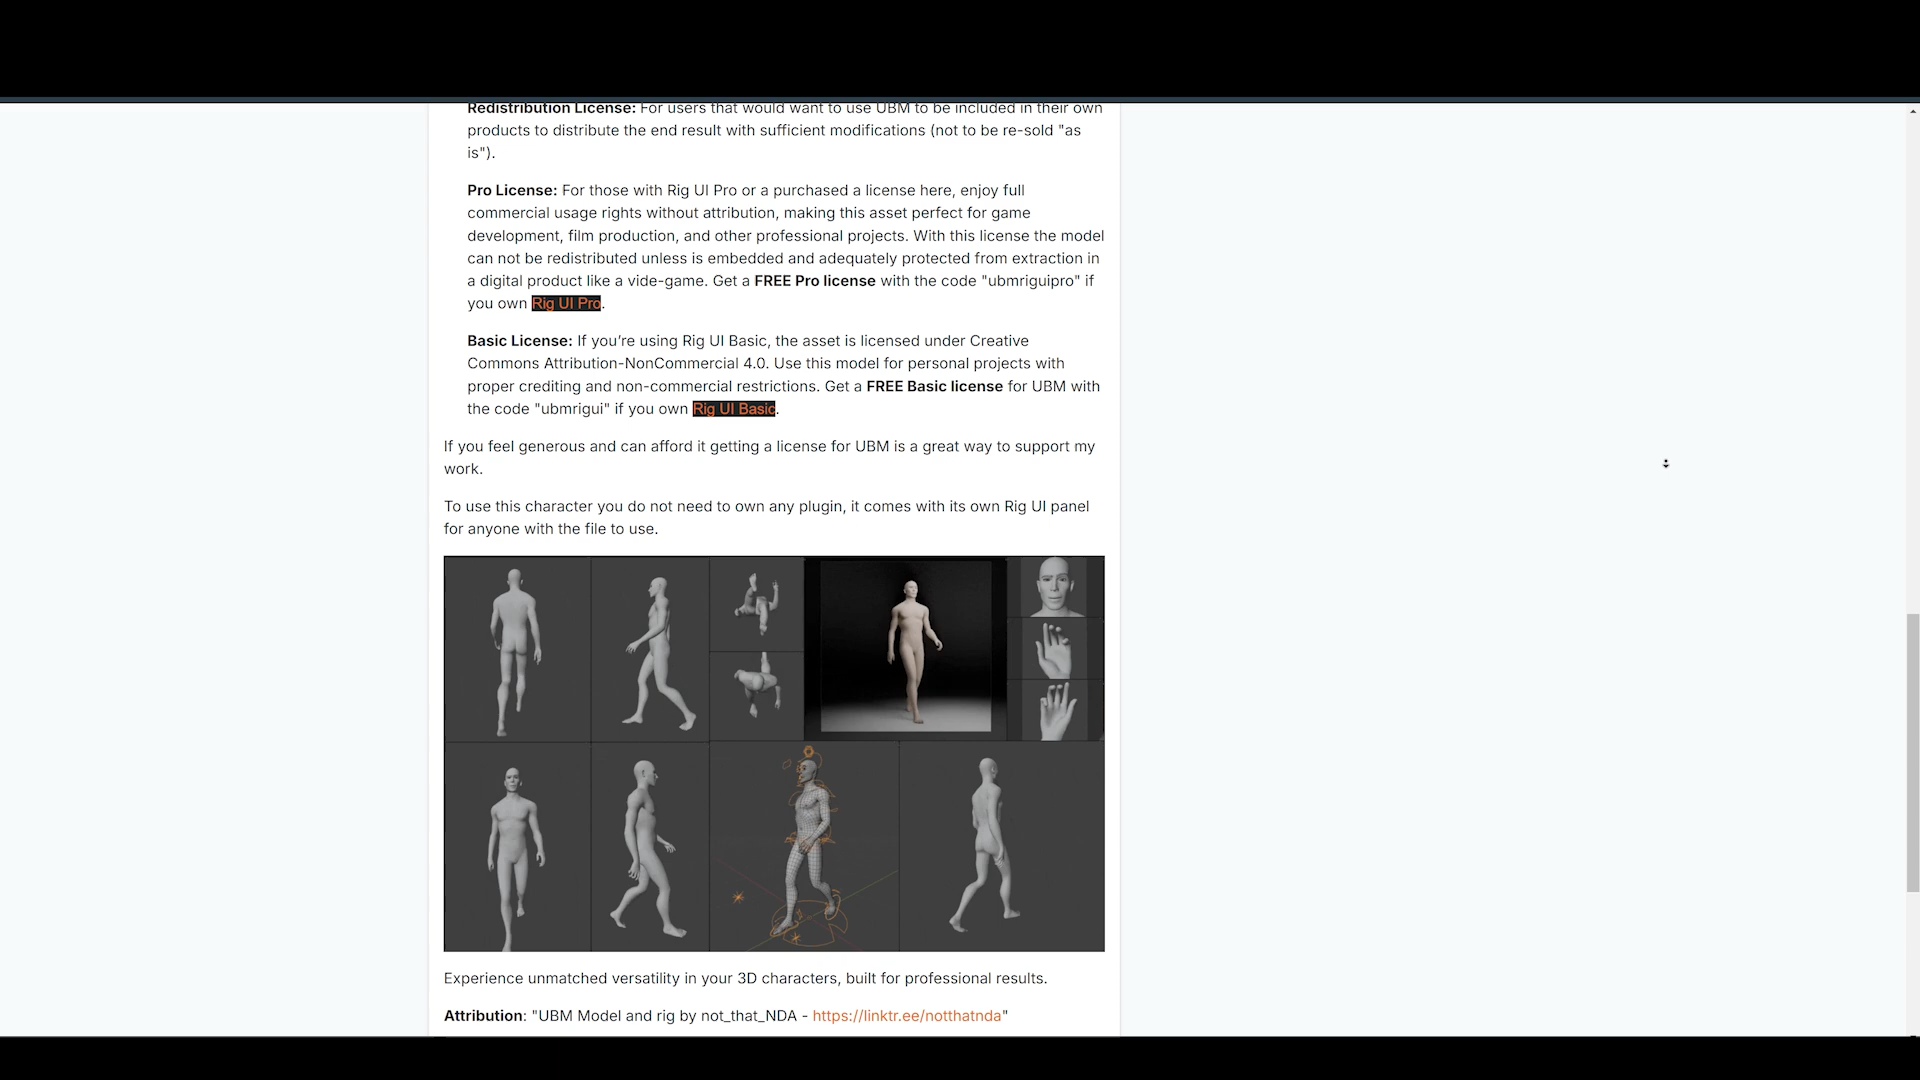 Redistribution License: For users that would want to use UBM to be included in their own
products to distribute the end result with sufficient modifications (not to be re-sold "as
is").
Pro License: For those with Rig UI Pro or a purchased a license here, enjoy full
commercial usage rights without attribution, making this asset perfect for game
development, film production, and other professional projects. With this license the model
can not be redistributed unless is embedded and adequately protected from extraction in
a digital product like a vide-game. Get a FREE Pro license with the code "ubmriguipro" if
you own Rig UI Pro.
Basic License: If you’re using Rig UI Basic, the asset is licensed under Creative
Commons Attribution-NonCommercial 4.0. Use this model for personal projects with
proper crediting and non-commercial restrictions. Get a FREE Basic license for UBM with
the code "ubmrigui" if you own Rig UI Basic.
If you feel generous and can afford it getting a license for UBM is a great way to support my
work.
To use this character you do not need to own any plugin, it comes with its own Rig UI panel
for anyone with the file to use.
Experience unmatched versatility in your 3D characters, built for professional results.
Attribution: "UBM Model and rig by not_that_NDA - https://linktr.ee/notthatnda"